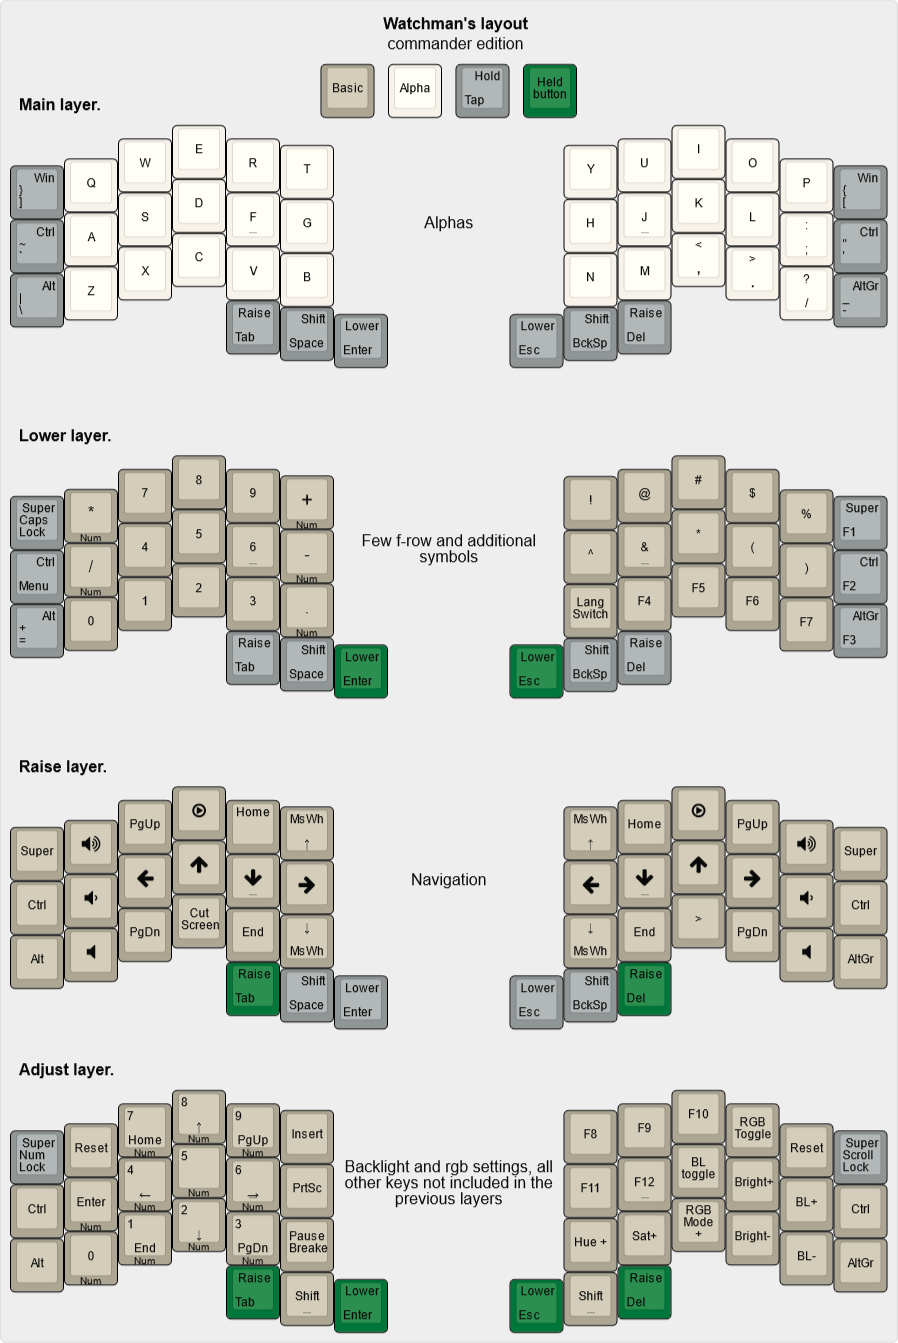 Watchman's layout
commander edition
Basic
Alpha
Hold
Tap
Held
button
Main layer.
Win
}
]
Q
W
E
R
T
Ctrl
~
`
A
S
D
F
_
G
Alt
|
\
Z
X
C
V
B
Raise
Tab
Shift
Space
Lower
Enter
Alphas
Y
U
I
O
P
Win
{
[
H
J
_
K
L
:
;
Ctrl
"
'
N
M
<
,
>
.
?
/
AltGr
_
-
Lower
Esc
Shift
BckSp
Raise
Del
Lower layer.
Super
Caps
Lock
*
Num
7
8
9
+
Num
Ctrl
Menu
/
Num
4
5
6
_
-
Num
Alt
+
=
0
1
2
3
.
Num
Raise
Tab
Shift
Space
Lower
Enter
Few f-row and additional
symbols
!
@
#
$
%
Super
F1
^
&
_
*
(
)
Ctrl
F2
Lang
Switch
F4
F5
F6
F7
AltGr
F3
Lower
Esc
Shift
BckSp
Raise
Del
Raise layer.
Super
PgUp
Home
MsWh
↑
Ctrl
←
↑
↓
_
→
Alt
PgDn
Cut
Screen
End
↓
MsWh
Raise
Tab
Shift
Space
Lower
Enter
Navigation
MsWh
↑
Home
PgUp
Super
←
↓
_
↑
→
Ctrl
↓
MsWh
End
>
PgDn
AltGr
Lower
Esc
Shift
BckSp
Raise
Del
Adjust layer.
Super
Num
Lock
Reset
7
Home
Num
8
↑
Num
9
PgUp
Num
Insert
Ctrl
Enter
Num
4
←
Num
5
Num
6
→
Num
PrtSc
Alt
0
Num
1
End
Num
2
↓
Num
3
PgDn
Num
Pause
Breake
Raise
Tab
Shift
_
Lower
Enter
Backlight and rgb settings, all
other keys not included in the
previous layers
F8
F9
F10
RGB
Toggle
Reset
Super
Scroll
Lock
F11
F12
_
BL
toggle
Bright+
BL+
Ctrl
Hue +
Sat+
RGB
Mode
+
Bright-
BL-
AltGr
Lower
Esc
Shift
_
Raise
Del